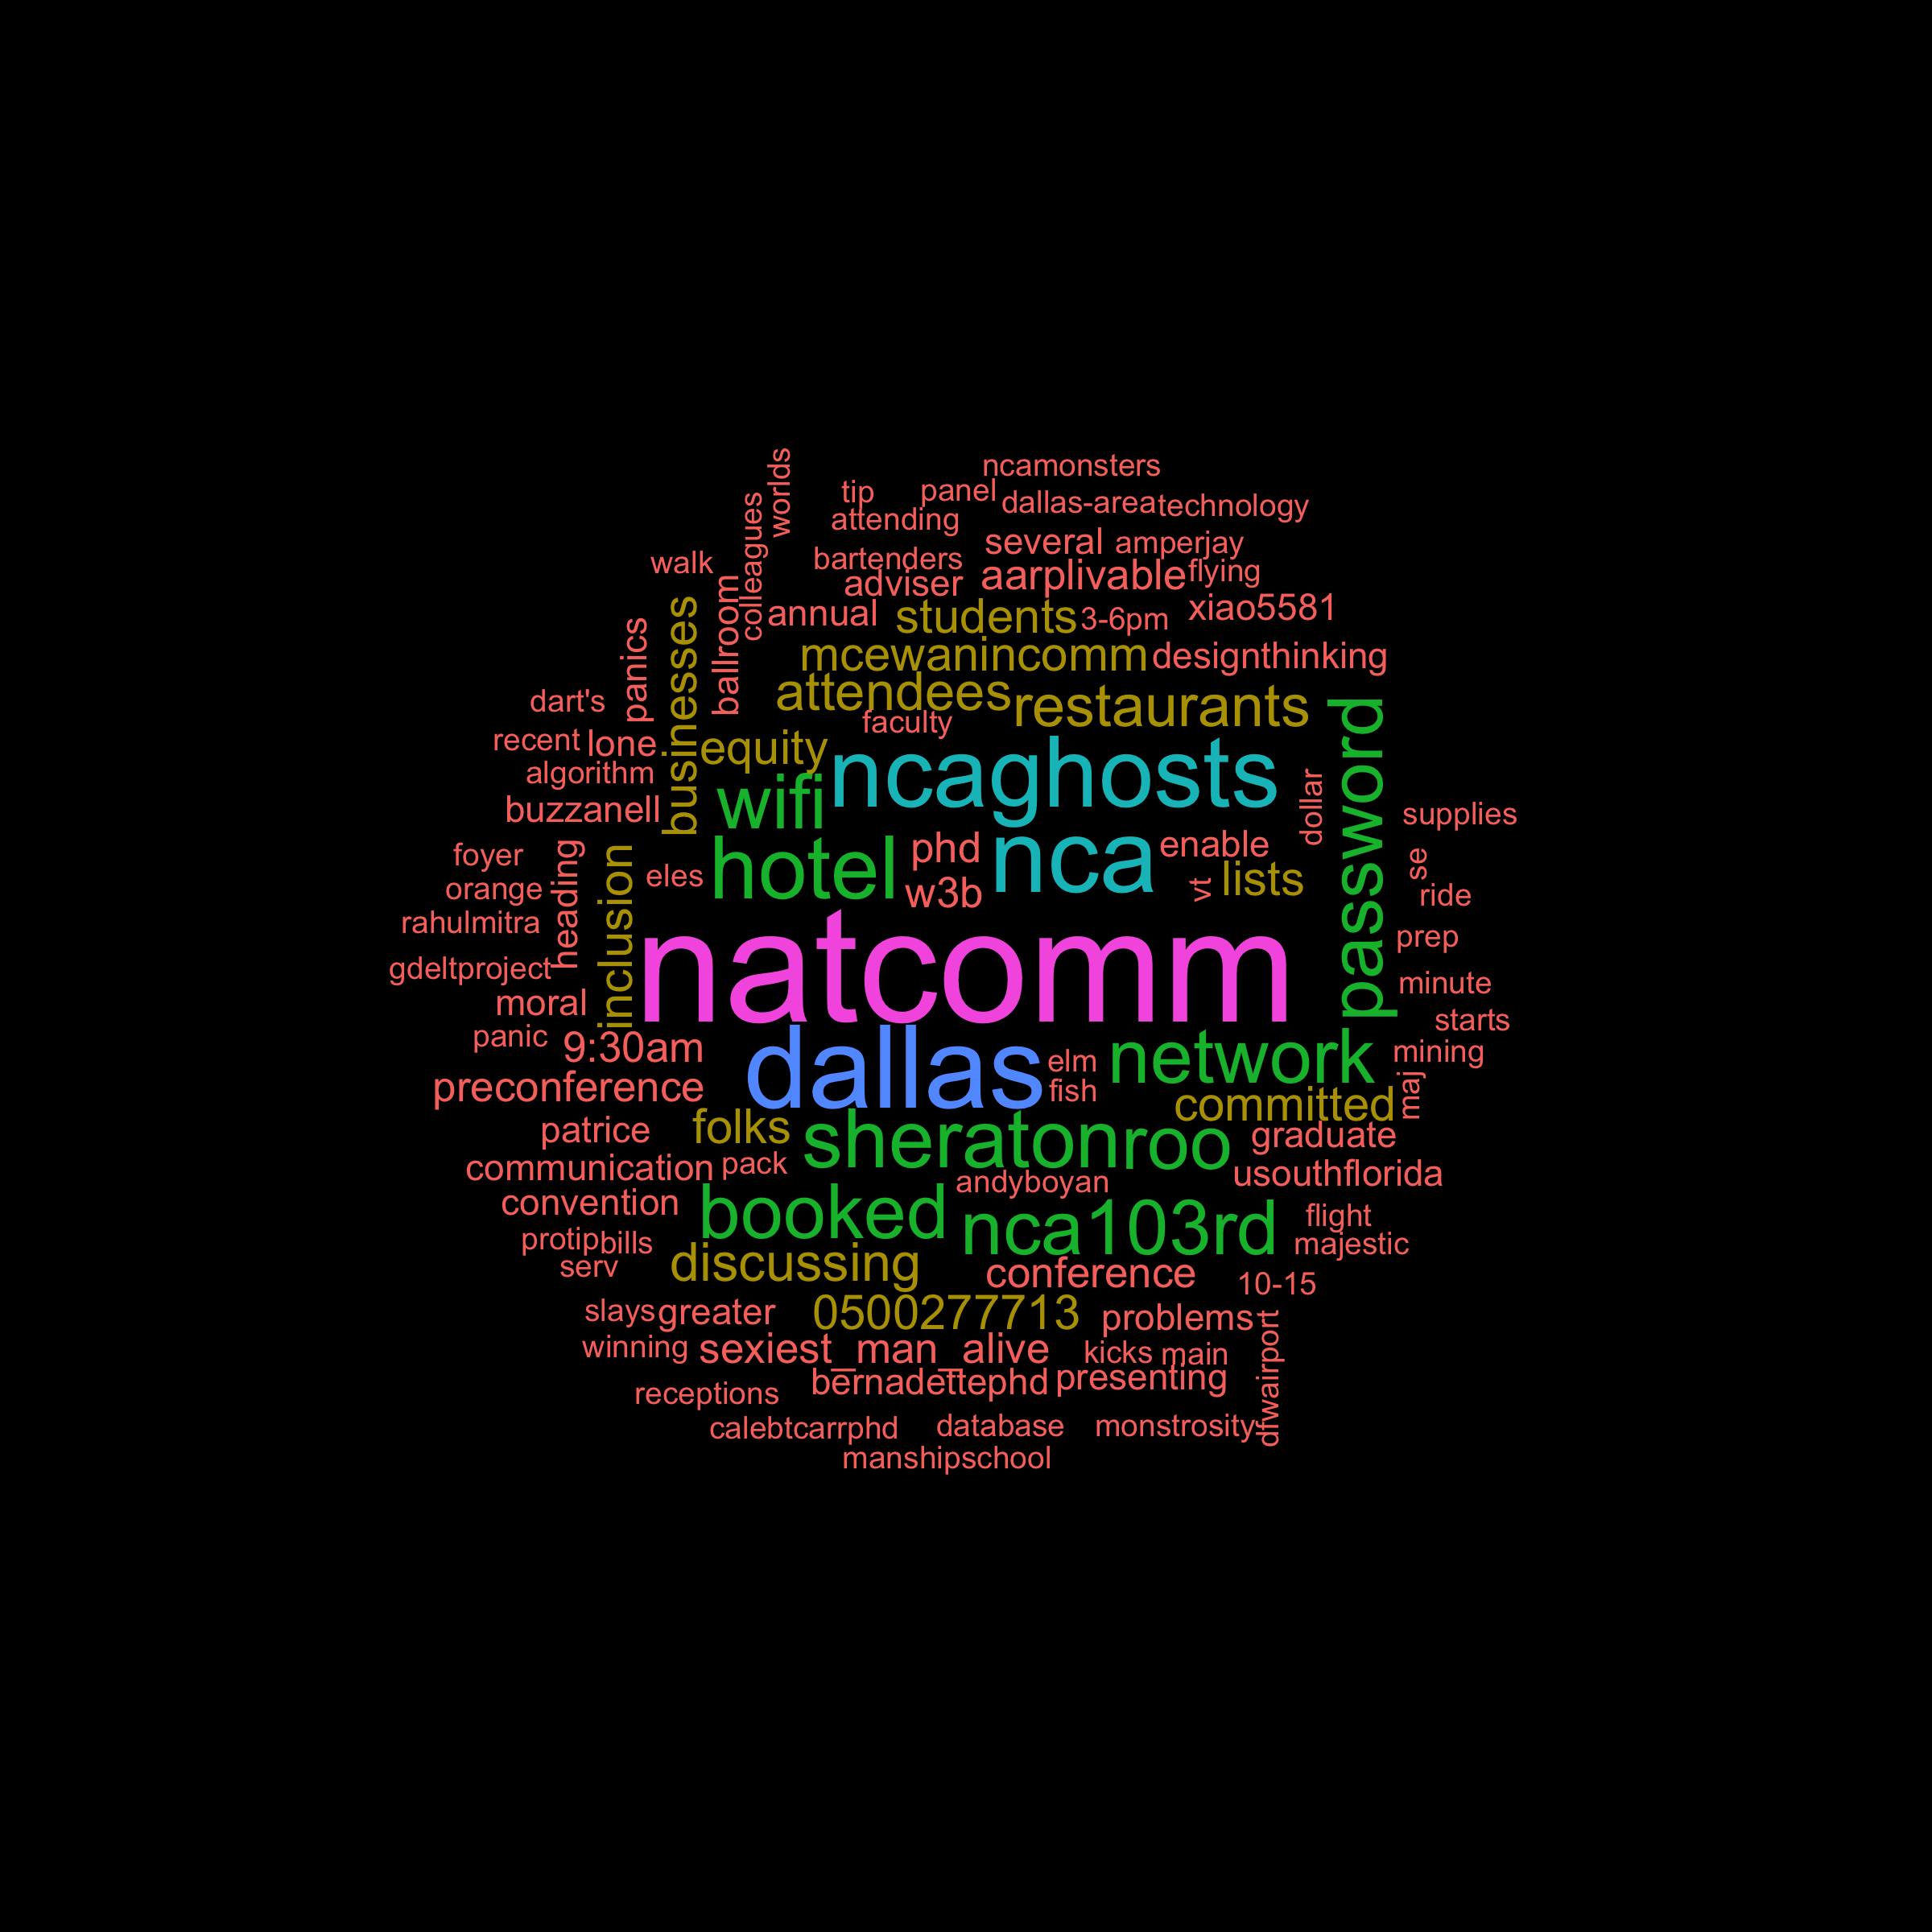 worlds
ncamonsters
tip
panel
dallas-area
technology
attending
colleagues
several
amperjay
walk
bartenders
adviser
aarplivable
flying
ballroom
annual
students
3-6pm
xiao5581
businesses
panics
mcewanincomm
designthinking
dart's
attendees
restaurants
faculty
recent
lone
equity
ncaghosts
password
algorithm
wifi
dollar
buzzanell
supplies
foyer
heading
hotel
phd
nca
enable
se
orange
inclusion
eles
w3b
vt
lists
ride
rahulmitra
natcomm
prep
gdeltproject
moral
minute
panic
9:30am
dallas
elm
network
starts
mining
preconference
fish
committed
maj
patrice
folks
sheraton
roo
graduate
communication
pack
andyboyan
usouthflorida
convention
booked
nca103rd
flight
protip
bills
majestic
serv
discussing
conference
10-15
slays
greater
0500277713
problems
winning
sexiest_man_alive
kicks
main
dfwairport
receptions
bernadettephd
presenting
calebtcarrphd
database
monstrosity
manshipschool